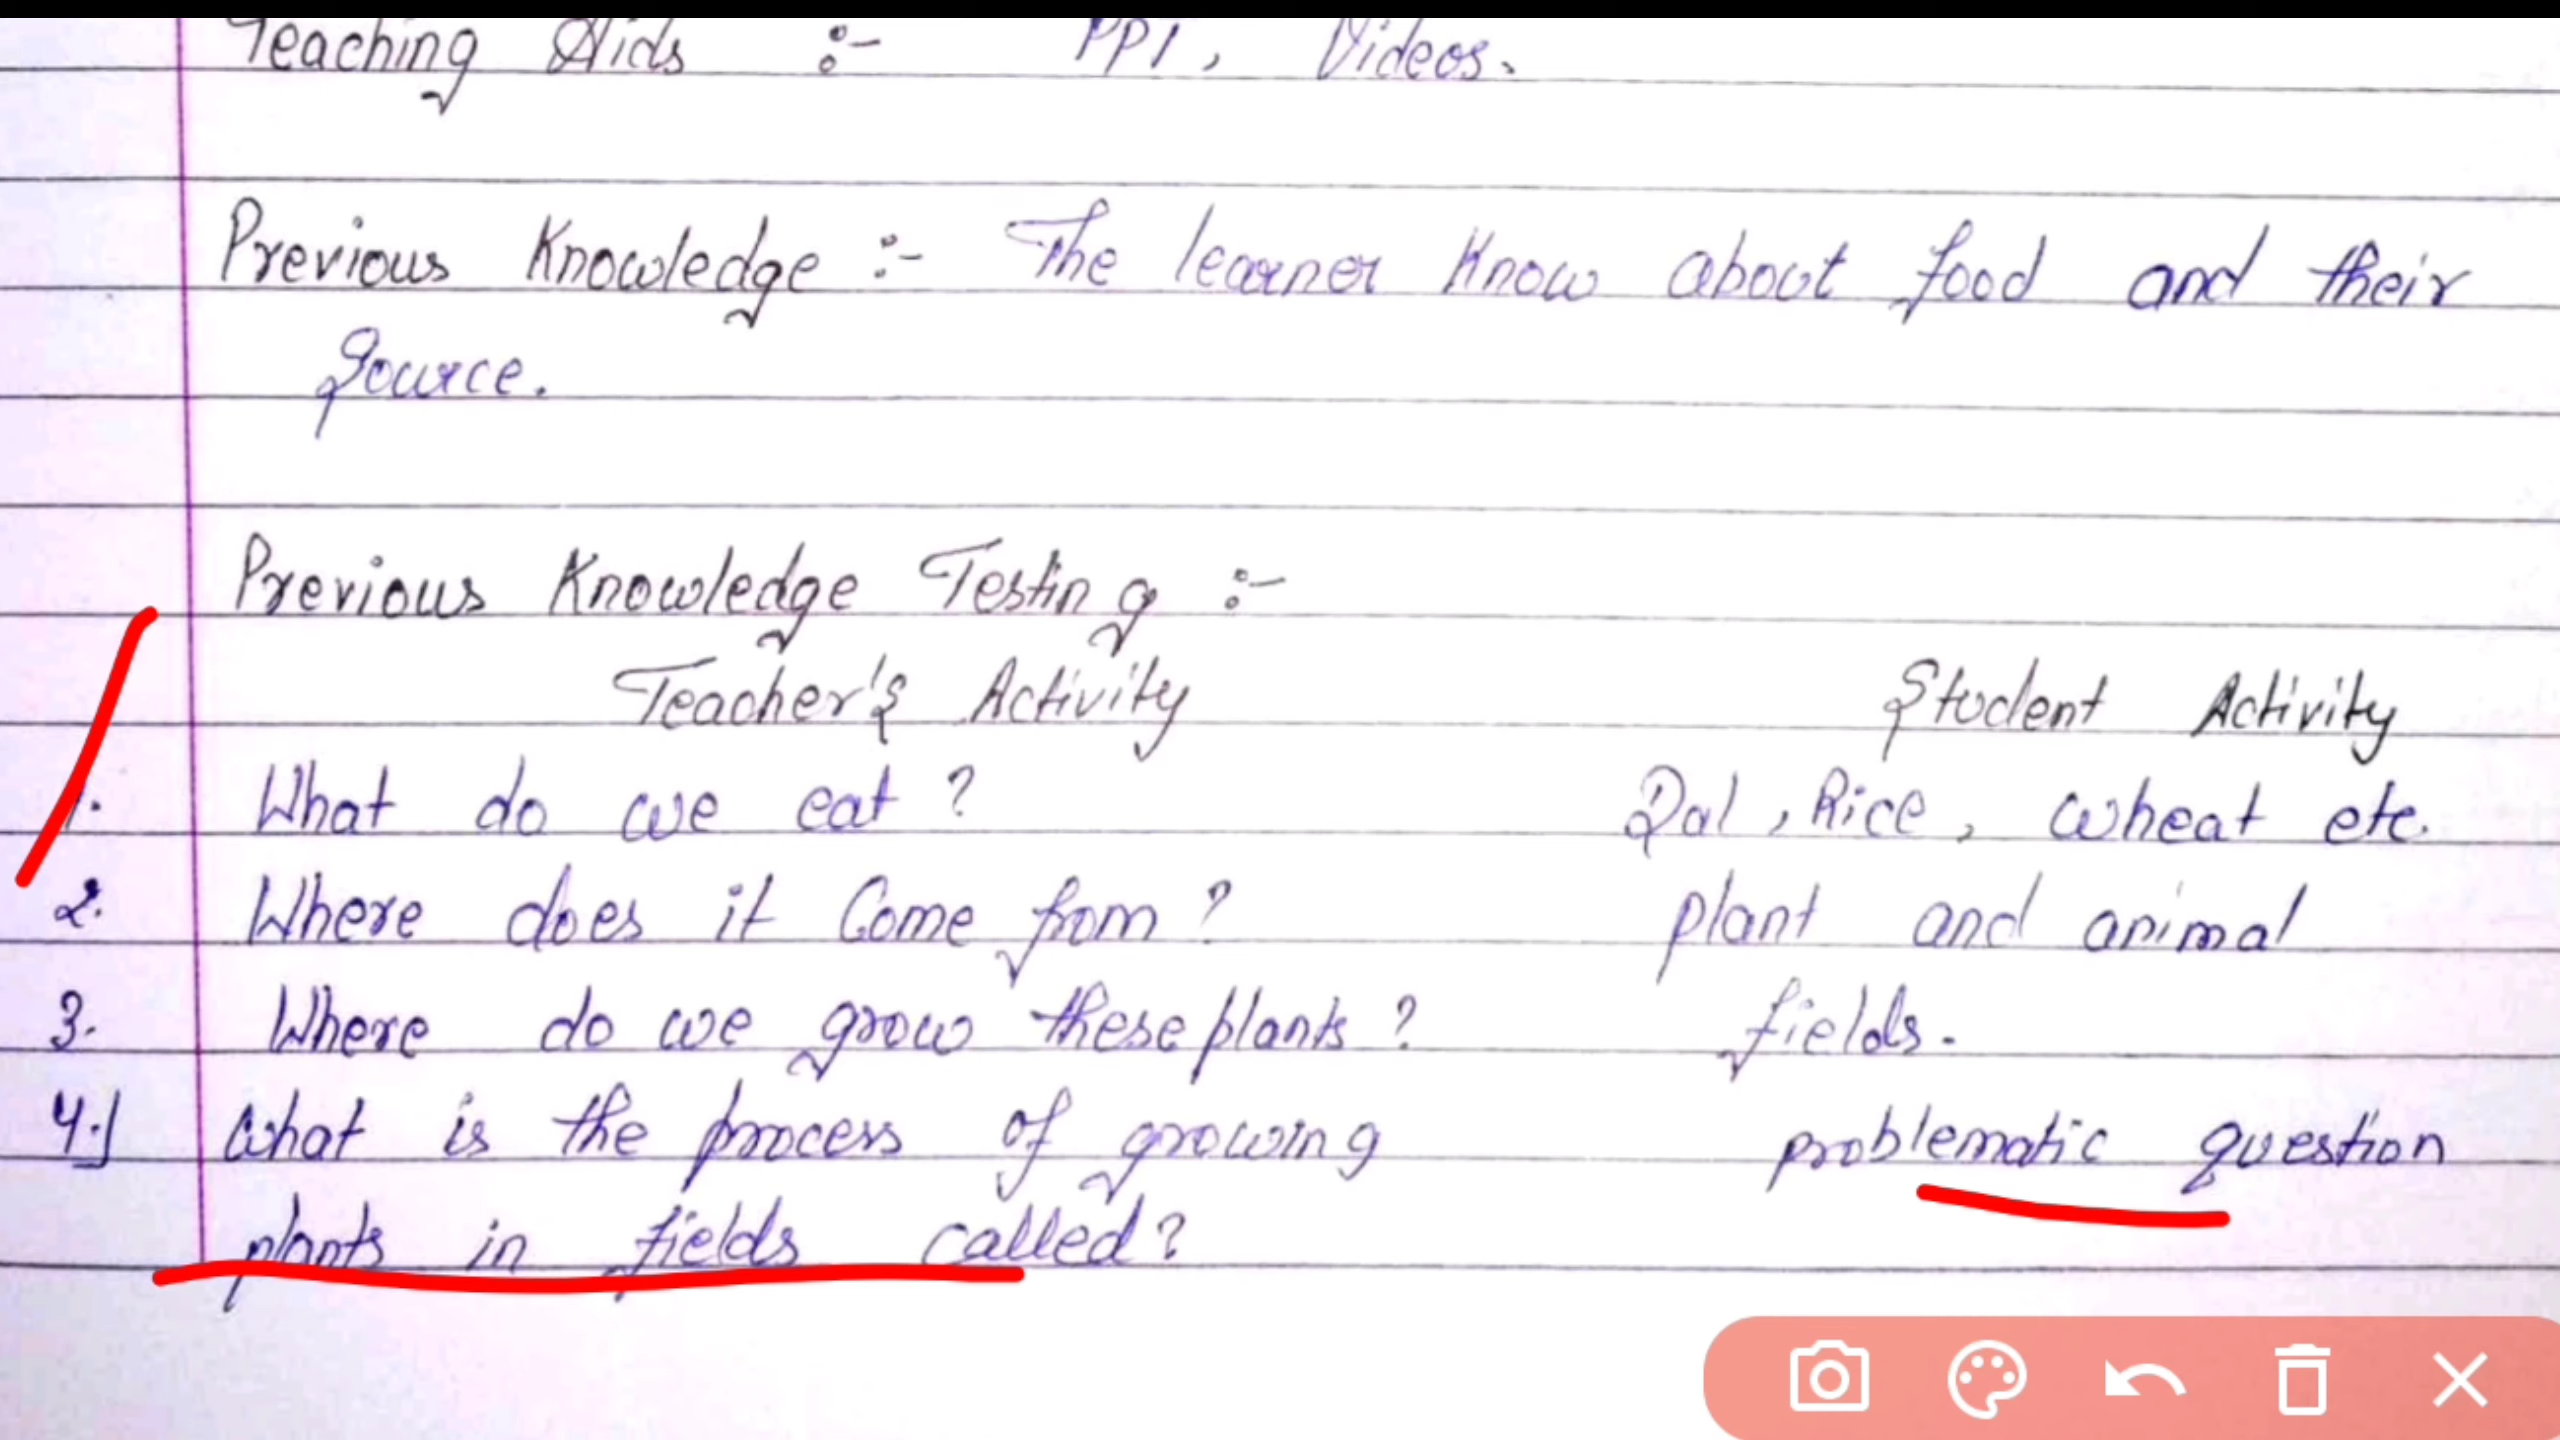 Teaching Aids :- PPT, Videos.
Previous Knowledge :- The learner Know about food and their
Source.
Previous Knowledge Testing :-
Teacher's Activity Student Activity
1. What do we eat ? Dal, Rice, wheat etc.
2. Where does it Come from ? plant and animal
3. Where do we grow these plants ? fields.
4.) What is the process of growing problematic question
plants in fields called ?